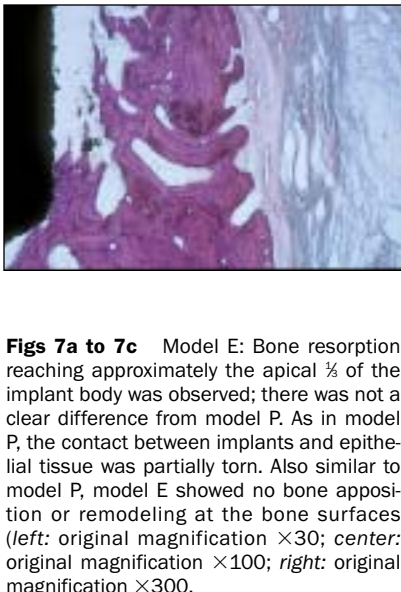 Figs 7a to 7c Model E: Bone resorption
reaching approximately the apical ⅓ of the
implant body was observed; there was not a
clear difference from model P. As in model
P, the contact between implants and epithe-
lial tissue was partially torn. Also similar to
model P, model E showed no bone apposi-
tion or remodeling at the bone surfaces
(left: original magnification ×30; center:
original magnification ×100; right: original
magnification ×300.